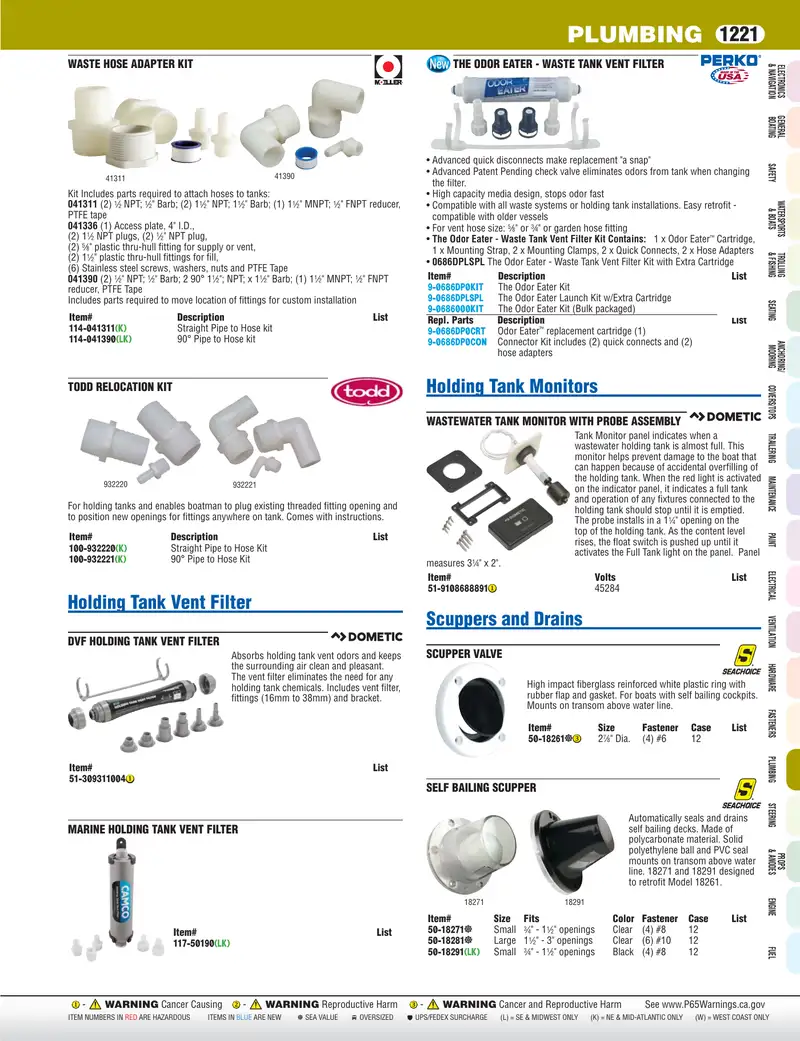 PLUMBING 1221
WASTE HOSE ADAPTER KIT
MOELLER
41311
41390
Kit Includes parts required to attach hoses to tanks:
041311 (2) ½ NPT; ½" Barb; (2) 1½" NPT; 1½" Barb; (1) 1½" MNPT; ½" FNPT reducer,
PTFE tape
041336 (1) Access plate, 4" I.D.,
(2) 1½ NPT plugs, (2) ½" NPT plug,
(2) ⅝" plastic thru-hull fitting for supply or vent,
(2) 1½" plastic thru-hull fittings for fill,
(6) Stainless steel screws, washers, nuts and PTFE Tape
041390 (2) ½" NPT; ½" Barb; 2 90° 1½"; NPT; x 1½" Barb; (1) 1½" MNPT; ½" FNPT
reducer, PTFE Tape
Includes parts required to move location of fittings for custom installation
Item# Description List
114-041311(K) Straight Pipe to Hose kit
114-041390(LK) 90° Pipe to Hose kit
TODD RELOCATION KIT
todd
932220
932221
For holding tanks and enables boatman to plug existing threaded fitting opening and
to position new openings for fittings anywhere on tank. Comes with instructions.
Item# Description List
100-932220(K) Straight Pipe to Hose Kit
100-932221(K) 90° Pipe to Hose Kit
Holding Tank Vent Filter
DVF HOLDING TANK VENT FILTER
DOMETIC
Absorbs holding tank vent odors and keeps
the surrounding air clean and pleasant.
The vent filter eliminates the need for any
holding tank chemicals. Includes vent filter,
fittings (16mm to 38mm) and bracket.
Item# List
51-309311004 1
MARINE HOLDING TANK VENT FILTER
CAMCO
Item# List
117-50190(LK)
New THE ODOR EATER - WASTE TANK VENT FILTER
PERKO
USA
ODOR
EATER
• Advanced quick disconnects make replacement "a snap"
• Advanced Patent Pending check valve eliminates odors from tank when changing
the filter.
• High capacity media design, stops odor fast
• Compatible with all waste systems or holding tank installations. Easy retrofit -
compatible with older vessels
• For vent hose size: ⅝" or ¾" or garden hose fitting
• The Odor Eater - Waste Tank Vent Filter Kit Contains: 1 x Odor Eater™ Cartridge,
1 x Mounting Strap, 2 x Mounting Clamps, 2 x Quick Connects, 2 x Hose Adapters
• 0686DPLSPL The Odor Eater - Waste Tank Vent Filter with Extra Cartridge
Item# Description List
9-0686DP0KIT The Odor Eater Kit
9-0686DPLSPL The Odor Eater Launch Kit w/Extra Cartridge
9-0686000KIT The Odor Eater Kit (Bulk packaged)
Repl. Parts Description List
9-0686DP0CRT Odor Eater™ replacement cartridge (1)
9-0686DP0CON Connector Kit includes (2) quick connects and (2)
hose adapters
Holding Tank Monitors
WASTEWATER TANK MONITOR WITH PROBE ASSEMBLY
DOMETIC
Tank Monitor panel indicates when a
wastewater holding tank is almost full. This
monitor helps prevent damage to the boat that
can happen because of accidental overfilling of
the holding tank. When the red light is activated
on the indicator panel, it indicates a full tank
and operation of any fixtures connected to the
holding tank should stop until it is emptied.
The probe installs in a 1¼" opening on the
top of the holding tank. As the content level
rises, the float switch is pushed up until it
activates the Full Tank light on the panel. Panel
measures 3¼" x 2".
Item# Volts List
51-9108688891 1 45284
Scuppers and Drains
SCUPPER VALVE
SEACHOICE
High impact fiberglass reinforced white plastic ring with
rubber flap and gasket. For boats with self bailing cockpits.
Mounts on transom above water line.
Item# Size Fastener Case List
50-18261 3 2⅞" Dia. (4) #6 12
SELF BAILING SCUPPER
SEACHOICE
Automatically seals and drains
self bailing decks. Made of
polycarbonate material. Solid
polyethylene ball and PVC seal
mounts on transom above water
line. 18271 and 18291 designed
to retrofit Model 18261.
18271
18291
Item# Size Fits Color Fastener Case List
50-18271 Small ¾" - 1½" openings Clear (4) #8 12
50-18281 Large 1½" - 3" openings Clear (6) #10 12
50-18291(LK) Small ¾" - 1½" openings Black (4) #8 12
ELECTRONICS
& NAVIGATION
GENERAL
BOATING
SAFETY
WATERSPORTS
& BOATS
TROLLING
& FISHING
SEATING
ANCHORING/
MOORING
COVERS/TOPS
TRAILERING
MAINTENANCE
PAINT
ELECTRICAL
VENTILATION
HARDWARE
FASTENERS
PLUMBING
STEERING
PROPS
& ANODES
ENGINE
FUEL
1 - WARNING Cancer Causing 2 - WARNING Reproductive Harm 3 - WARNING Cancer and Reproductive Harm See www.P65Warnings.ca.gov
ITEM NUMBERS IN RED ARE HAZARDOUS ITEMS IN BLUE ARE NEW SEA VALUE OVERSIZED UPS/FEDEX SURCHARGE (L) = SE & MIDWEST ONLY (K) = NE & MID-ATLANTIC ONLY (W) = WEST COAST ONLY